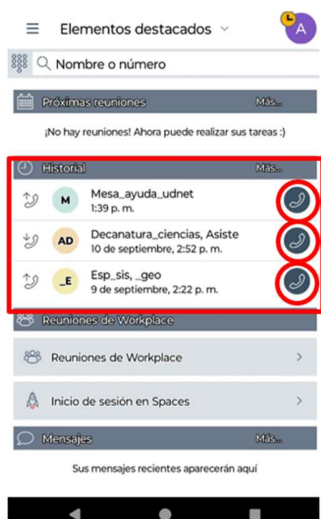 Elementos destacados
A
Nombre o número
Próximas reuniones Más...
¡No hay reuniones! Ahora puede realizar sus tareas :)
Historial Más...
M Mesa_ayuda_udnet
1:39 p. m.
AD Decanatura_ciencias, Asiste
10 de septiembre, 2:52 p. m.
_E Esp_sis, _geo
9 de septiembre, 2:22 p. m.
Reuniones de Workplace
Reuniones de Workplace
Inicio de sesión en Spaces
Mensajes Más...
Sus mensajes recientes aparecerán aquí